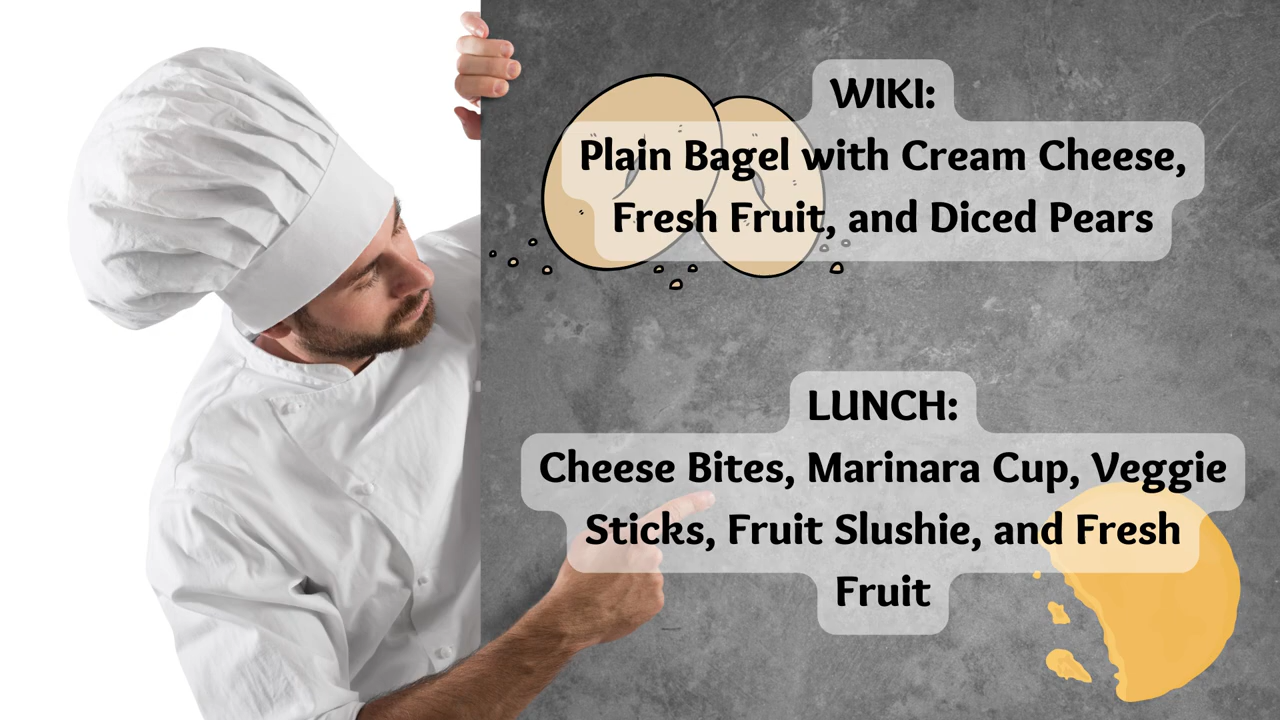 WIKI:
Plain Bagel with Cream Cheese,
Fresh Fruit, and Diced Pears
LUNCH:
Cheese Bites, Marinara Cup, Veggie
Sticks, Fruit Slushie, and Fresh
Fruit